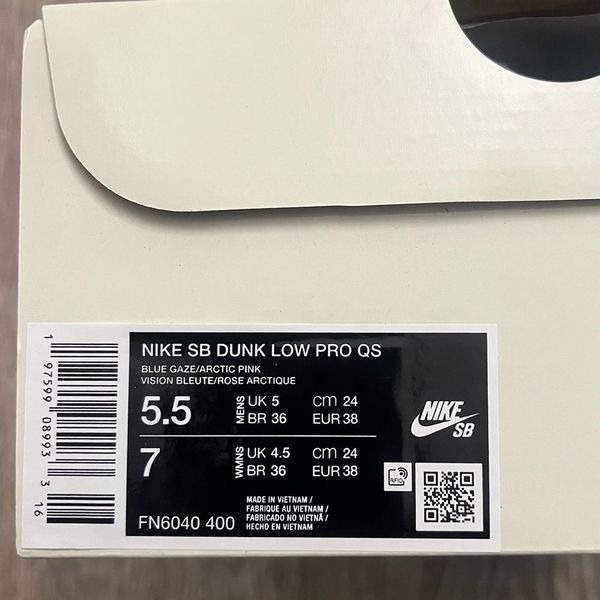 NIKE SB DUNK LOW PRO QS
BLUE GAZE/ARCTIC PINK
VISION BLEUTE/ROSE ARCTIQUE
5.5 MENS UK 5 cm 24
BR 36 EUR 38
7 WMNS UK 4.5 cm 24
BR 36 EUR 38
FN6040 400
MADE IN VIETNAM /
FABRIQUE AU VIETNAM /
FABRICADO NO VIETNÃ /
HECHO EN VIETNAM
NIKE
SB
RFID
1 97599 08993 3 16